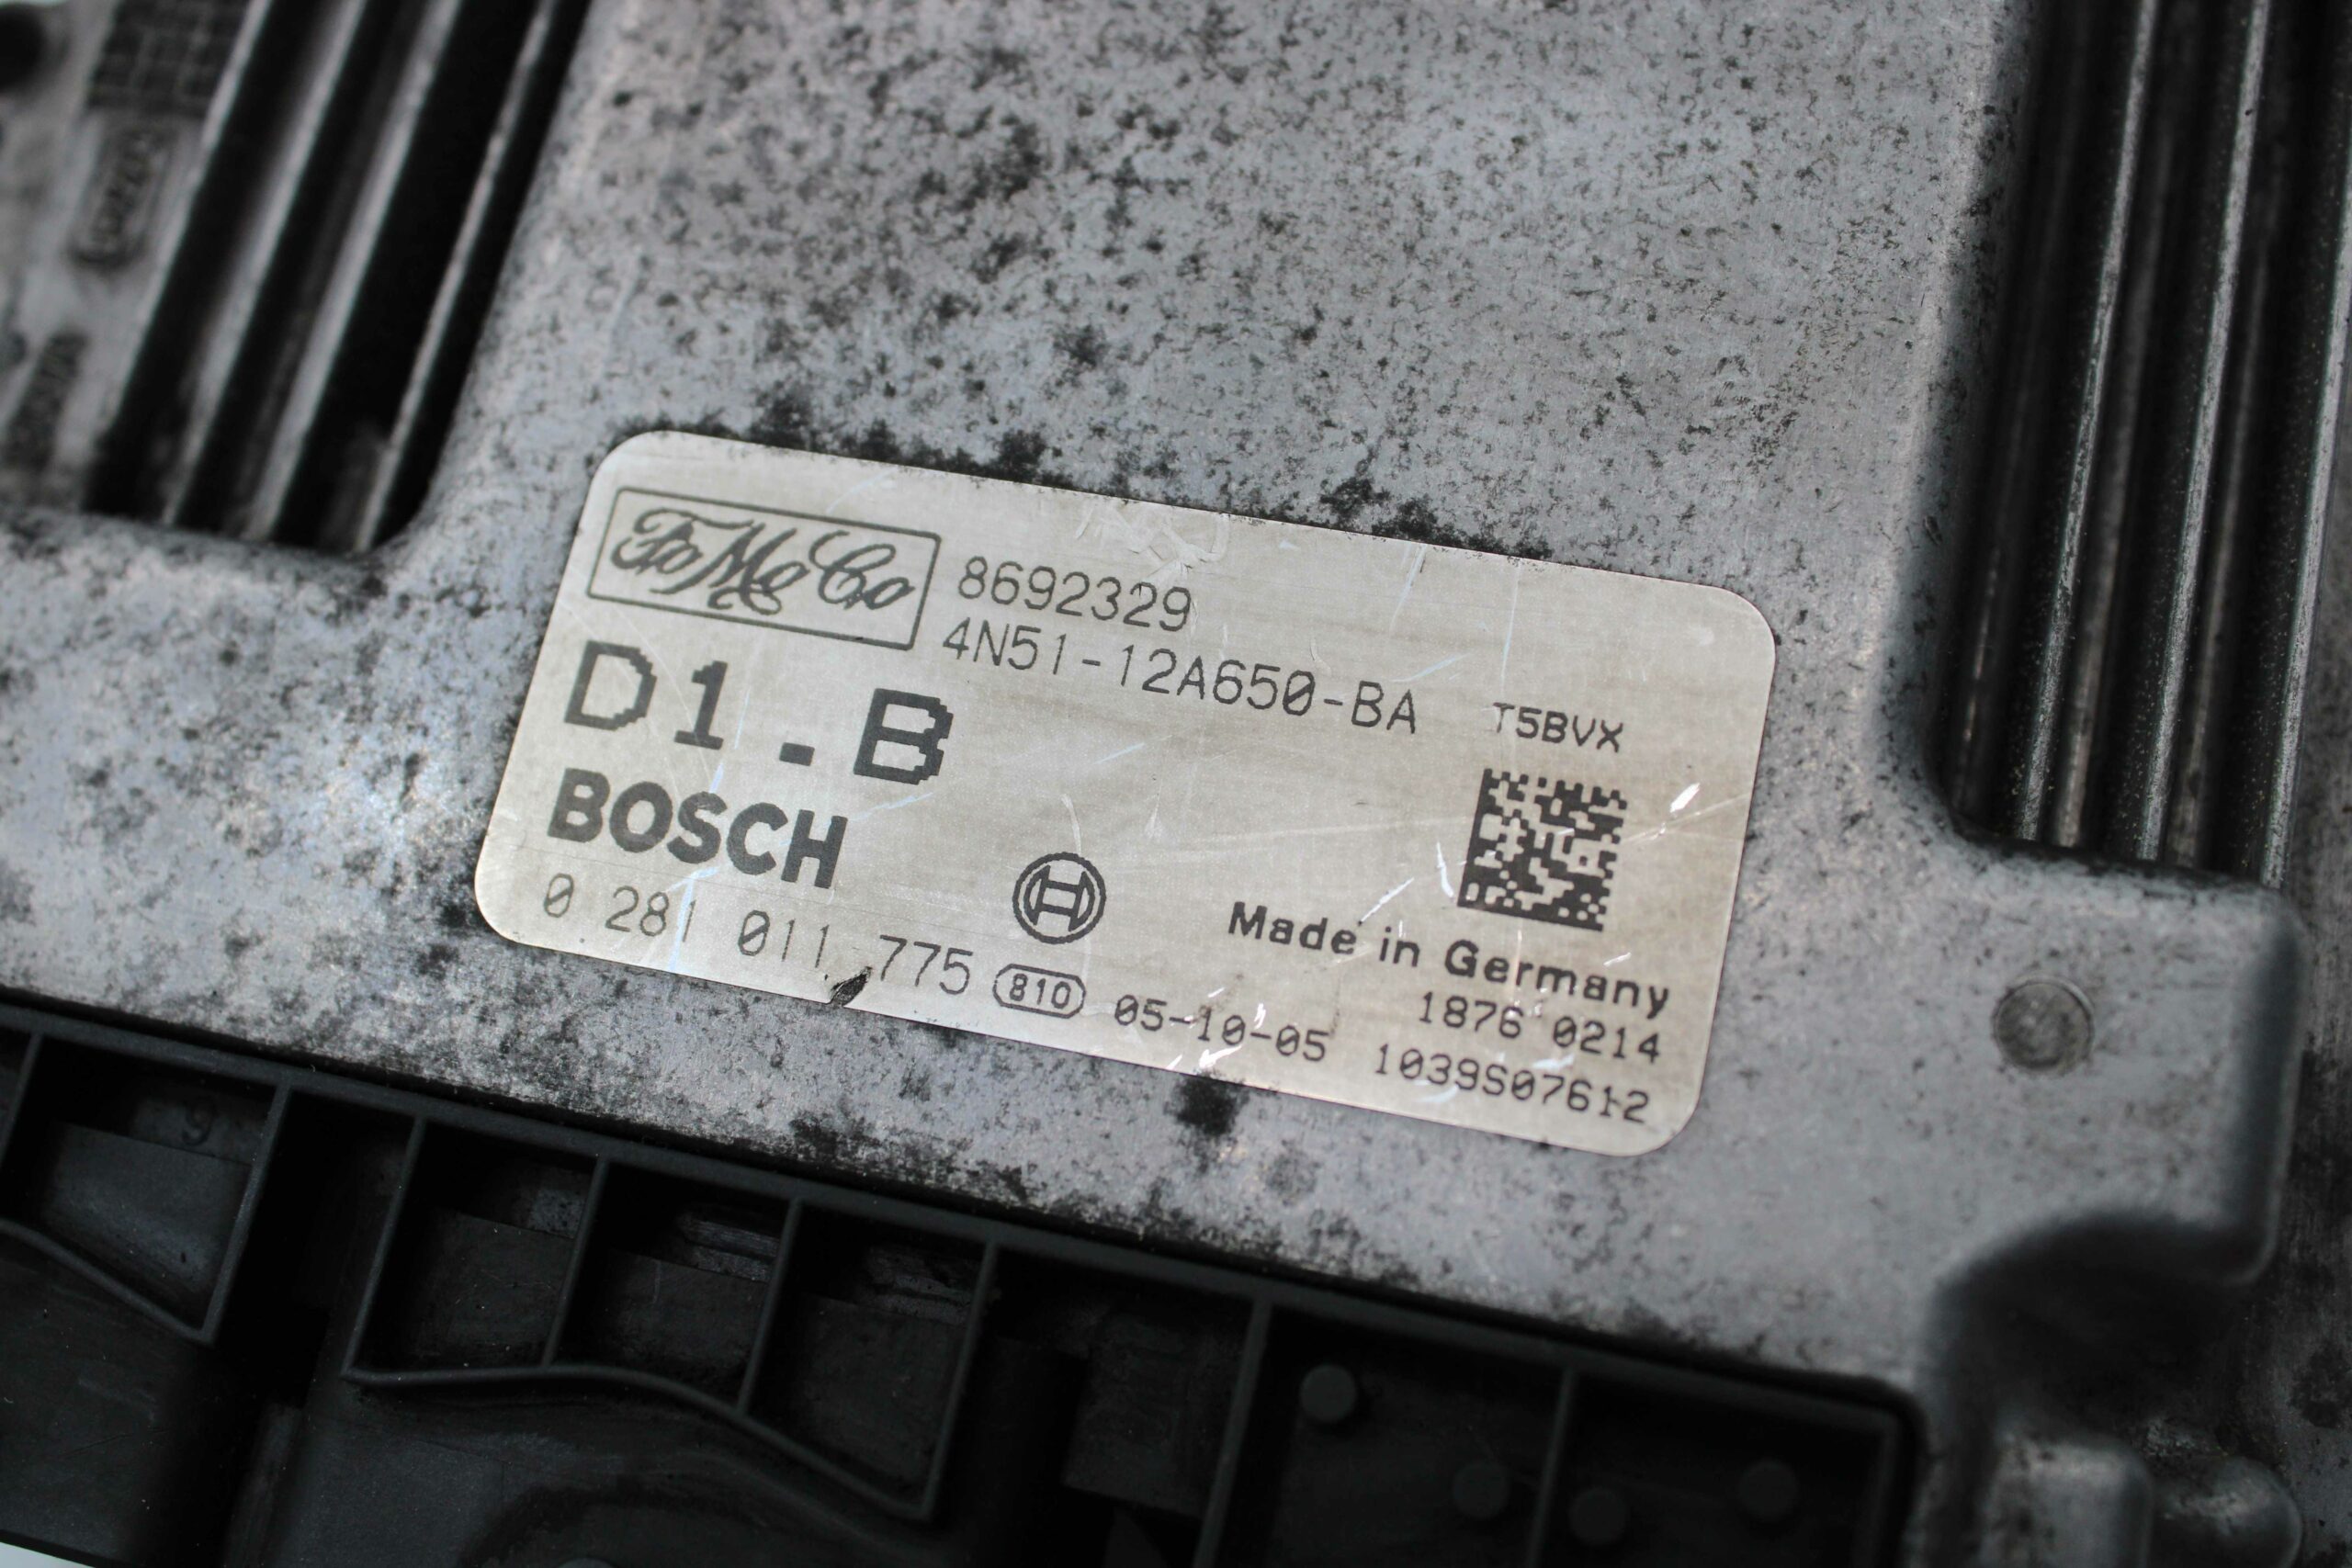 FoMoCo
8692329
4N51-12A650-BA
T5BVX
D1.B
BOSCH
Made in Germany
0 281 011 775
810
05-10-05
1876 0214
1039S07612